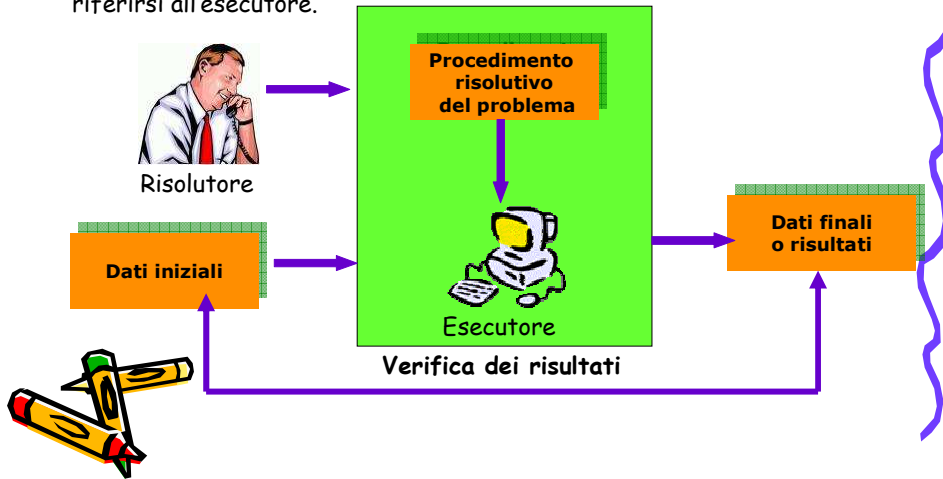 riferirsi all'esecutore.
Procedimento
risolutivo
del problema
Risolutore
Dati iniziali
Esecutore
Dati finali
o risultati
Verifica dei risultati